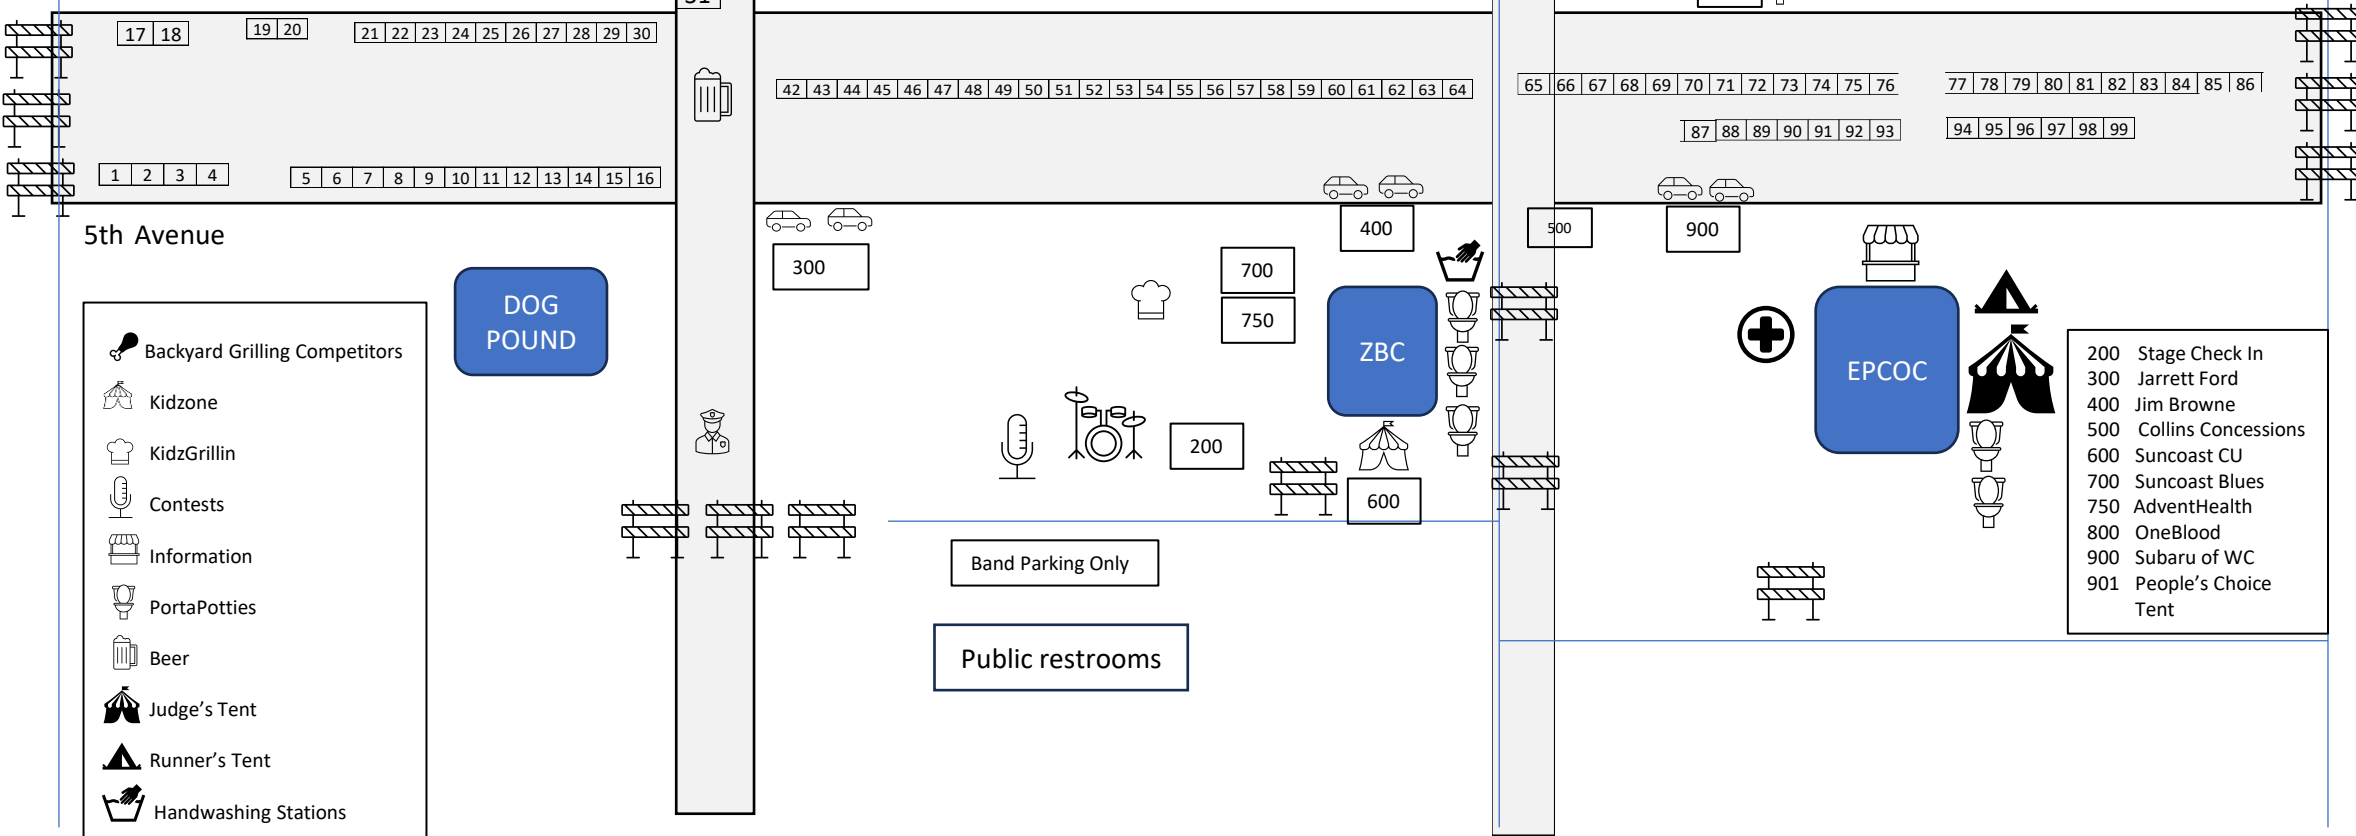 31
17 18
19 20
21 22 23 24 25 26 27 28 29 30
42 43 44 45 46 47 48 49 50 51 52 53 54 55 56 57 58 59 60 61 62 63 64
65 66 67 68 69 70 71 72 73 74 75 76
77 78 79 80 81 82 83 84 85 86
87 88 89 90 91 92 93
94 95 96 97 98 99
1 2 3 4
5 6 7 8 9 10 11 12 13 14 15 16
5th Avenue
300
400
500
900
700
750
DOG
POUND
ZBC
EPCOC
200
600
Band Parking Only
Public restrooms
Backyard Grilling Competitors
Kidzone
KidzGrillin
Contests
Information
PortaPotties
Beer
Judge's Tent
Runner's Tent
Handwashing Stations
200 Stage Check In
300 Jarrett Ford
400 Jim Browne
500 Collins Concessions
600 Suncoast CU
700 Suncoast Blues
750 AdventHealth
800 OneBlood
900 Subaru of WC
901 People's Choice
Tent